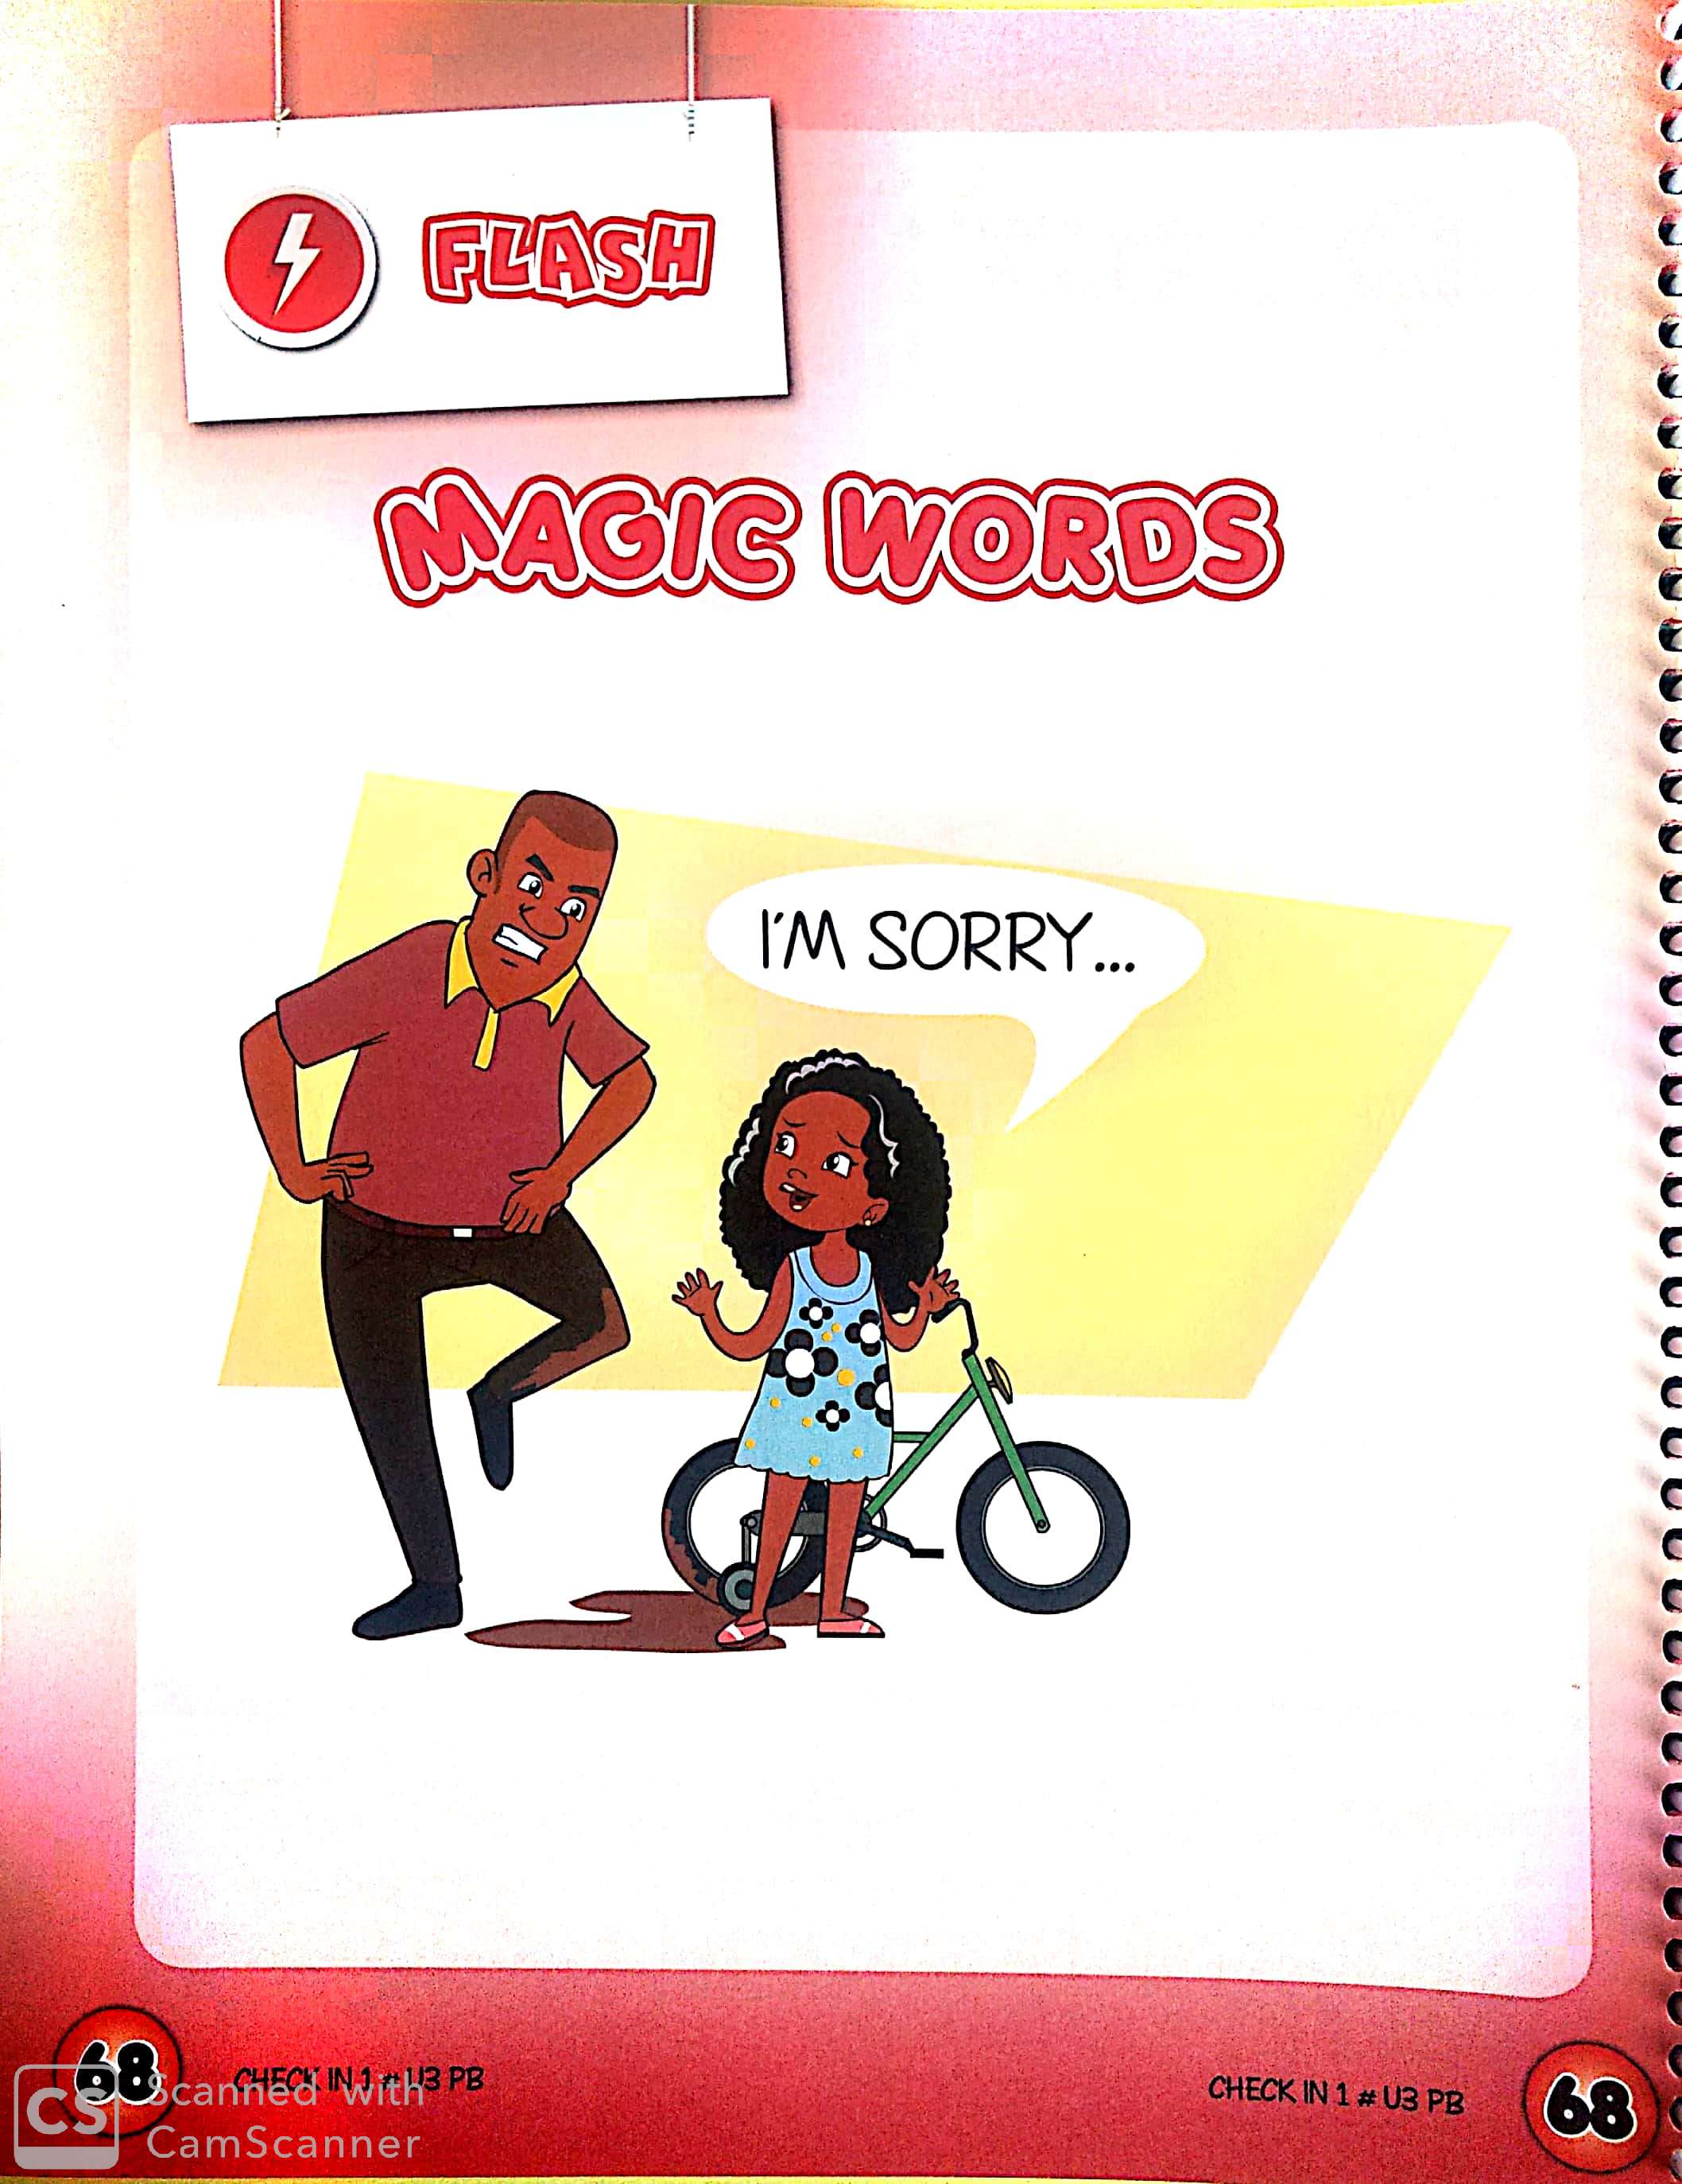 FLASH
MAGIC WORDS
I'M SORRY...
68
CHECK IN 1 # U3 PB
CHECK IN 1 # U3 PB
68
CS
Scanned with
CamScanner